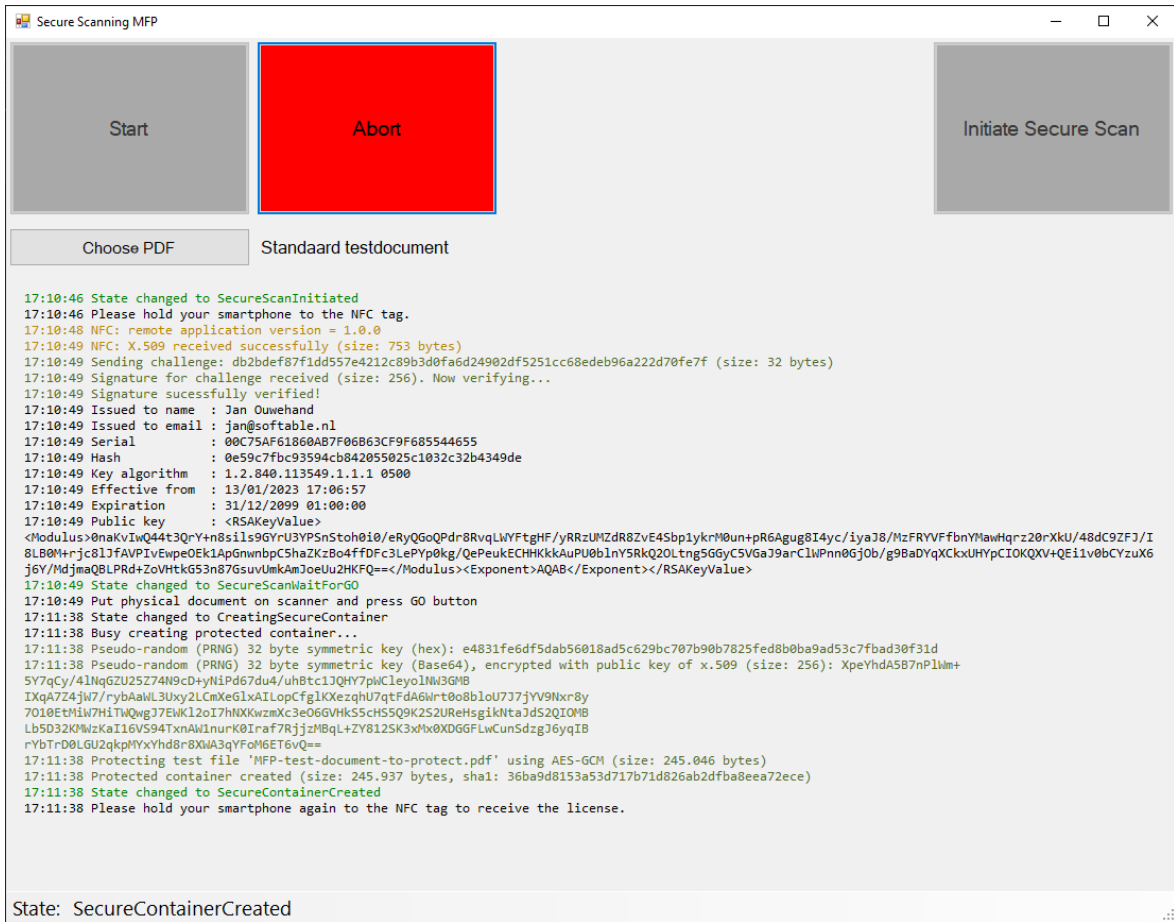 Secure Scanning MFP
Start
Abort
Initiate Secure Scan
Choose PDF
Standaard testdocument
17:10:46 State changed to SecureScanInitiated
17:10:46 Please hold your smartphone to the NFC tag.
17:10:48 NFC: remote application version = 1.0.0
17:10:49 NFC: X.509 received successfully (size: 753 bytes)
17:10:49 Sending challenge: db2bdef87f1dd557e4212c89b3d0fa6d24902df5251cc68edeb96a222d70fe7f (size: 32 bytes)
17:10:49 Signature for challenge received (size: 256). Now verifying...
17:10:49 Signature sucessfully verified!
17:10:49 Issued to name  : Jan Ouwehand
17:10:49 Issued to email : jan@softable.nl
17:10:49 Serial          : 00C75AF61860AB7F06B63CF9F685544655
17:10:49 Hash            : 0e59c7fbc93594cb842055025c1032c32b4349de
17:10:49 Key algorithm   : 1.2.840.113549.1.1.1 0500
17:10:49 Effective from  : 13/01/2023 17:06:57
17:10:49 Expiration      : 31/12/2099 01:00:00
17:10:49 Public key      : <RSAKeyValue>
<Modulus>0naKvIwQ44t3QrY+n8sils9GYrU3YPSnStoh0i0/eRyQGoQPdr8RvqLWYFtgHF/yRRzUMZdR8ZvE4Sbp1ykrM0un+pR6Agug8I4yc/iyaJ8/MzFRYVFfbnYMawHqrz20rXkU/48dC9ZFJ/I
8LB0M+rjc8lJfAVPIvEwpeOEk1ApGnwnbpC5haZKzBo4ffDFc3LePYp0kg/QePeukECHHKkkAuPU0blnY5RkQ2OLtng5GGyC5VGaJ9arClWPnn0GjOb/g9BaDYqXCkxUHYpCIOKQXV+QEi1v0bCYzuX6
j6Y/MdjmaQBLPRd+ZoVHtkG53n87GsuvUmkAmJoeUu2HKFQ==</Modulus><Exponent>AQAB</Exponent></RSAKeyValue>
17:10:49 State changed to SecureScanWaitForGO
17:10:49 Put physical document on scanner and press GO button
17:11:38 State changed to CreatingSecureContainer
17:11:38 Busy creating protected container...
17:11:38 Pseudo-random (PRNG) 32 byte symmetric key (hex): e4831fe6df5dab56018ad5c629bc707b90b7825fed8b0ba9ad53c7fbad30f31d
17:11:38 Pseudo-random (PRNG) 32 byte symmetric key (Base64), encrypted with public key of x.509 (size: 256): XpeYhdA5B7nPlWm+
5Y7qCy/4lNqGZU25Z74N9cD+yNiPd67du4/uhBtc1JQHY7pWCleyolNW3GMB
IXqA7Z4jW7/rybAaWL3Uxy2LCmXeGlxAILopCfglKXezqhU7qtFdA6Wrt0o8bloU7J7jYV9Nxr8y
7O10EtMiW7HiTWQwgJ7EWKl2oI7hNXKwzmXc3eO6GVHkS5cHS5Q9K2S2UReHsgikNtaJdS2QIOMB
Lb5D32KMWzKaI16VS94TxnAW1nurK0Iraf7RjjzMBqL+ZY812SK3xMx0XDGGFLwCunSdzgJ6yqIB
rYbTrD0LGU2qkpMYxYhd8r8XWA3qYFoM6ET6vQ==
17:11:38 Protecting test file 'MFP-test-document-to-protect.pdf' using AES-GCM (size: 245.046 bytes)
17:11:38 Protected container created (size: 245.937 bytes, sha1: 36ba9d8153a53d717b71d826ab2dfba8eea72ece)
17:11:38 State changed to SecureContainerCreated
17:11:38 Please hold your smartphone again to the NFC tag to receive the license.
State:  SecureContainerCreated